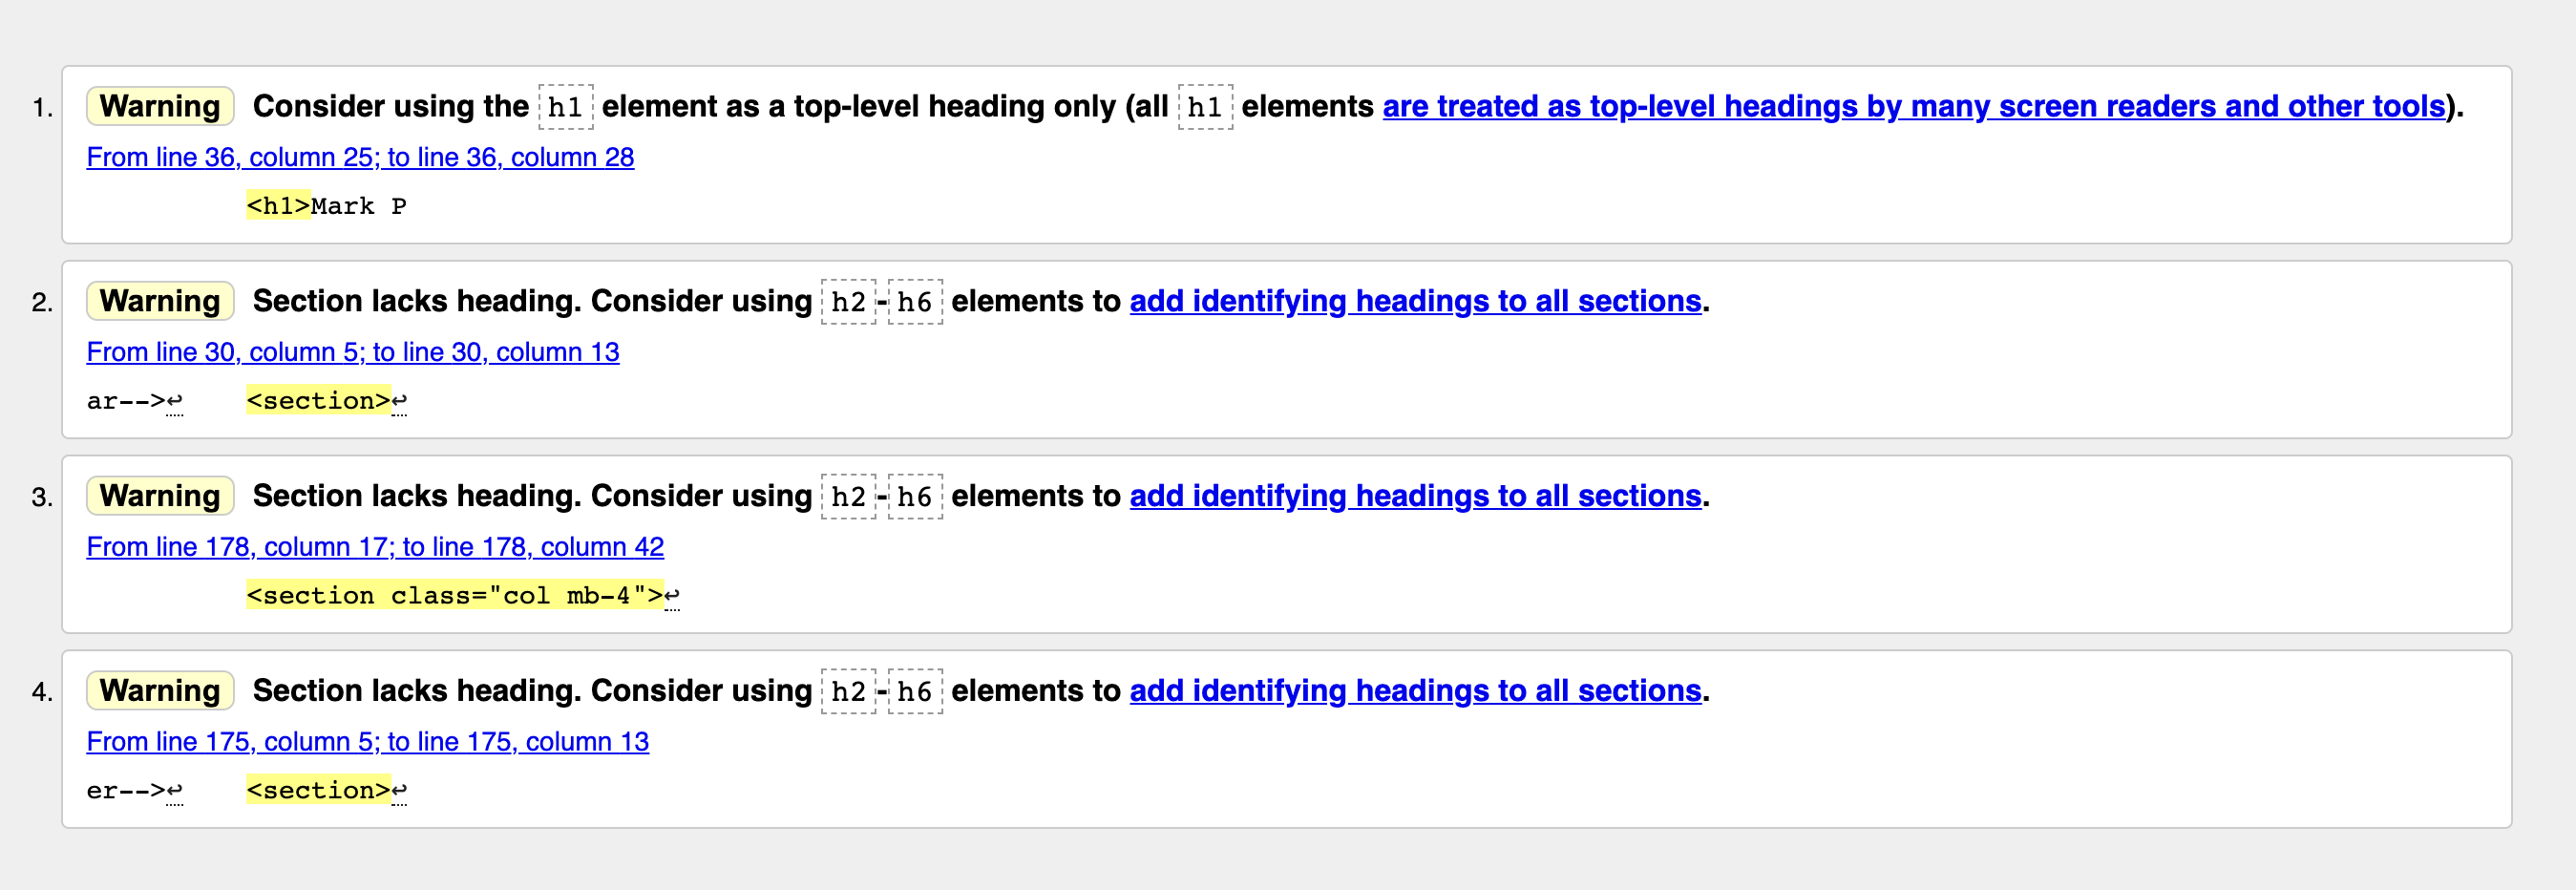 1. Warning Consider using the h1 element as a top-level heading only (all h1 elements are treated as top-level headings by many screen readers and other tools).
From line 36, column 25; to line 36, column 28
<h1>Mark P
2. Warning Section lacks heading. Consider using h2-h6 elements to add identifying headings to all sections.
From line 30, column 5; to line 30, column 13
ar-->↩ <section>↩
3. Warning Section lacks heading. Consider using h2-h6 elements to add identifying headings to all sections.
From line 178, column 17; to line 178, column 42
<section class="col mb-4">↩
4. Warning Section lacks heading. Consider using h2-h6 elements to add identifying headings to all sections.
From line 175, column 5; to line 175, column 13
er-->↩ <section>↩